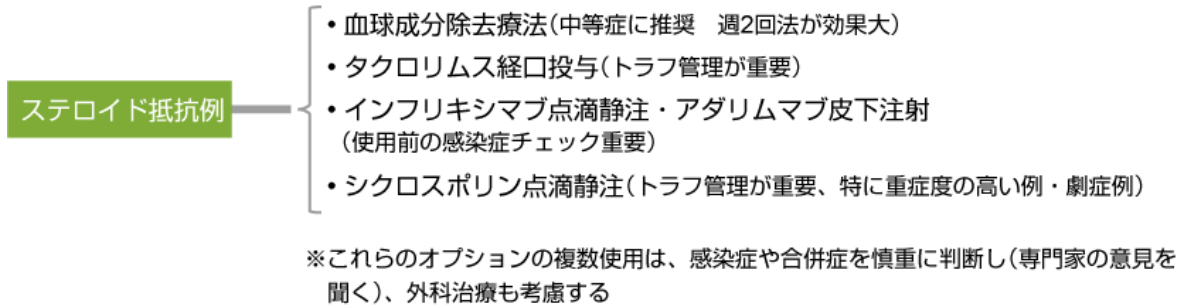 ステロイド抵抗例
• 血球成分除去療法(中等症に推奨　週2回法が効果大)
• タクロリムス経口投与(トラフ管理が重要)
• インフリキシマブ点滴静注・アダリムマブ皮下注射
(使用前の感染症チェック重要)
• シクロスポリン点滴静注(トラフ管理が重要、特に重症度の高い例・劇症例)
※これらのオプションの複数使用は、感染症や合併症を慎重に判断し(専門家の意見を
聞く)、外科治療も考慮する